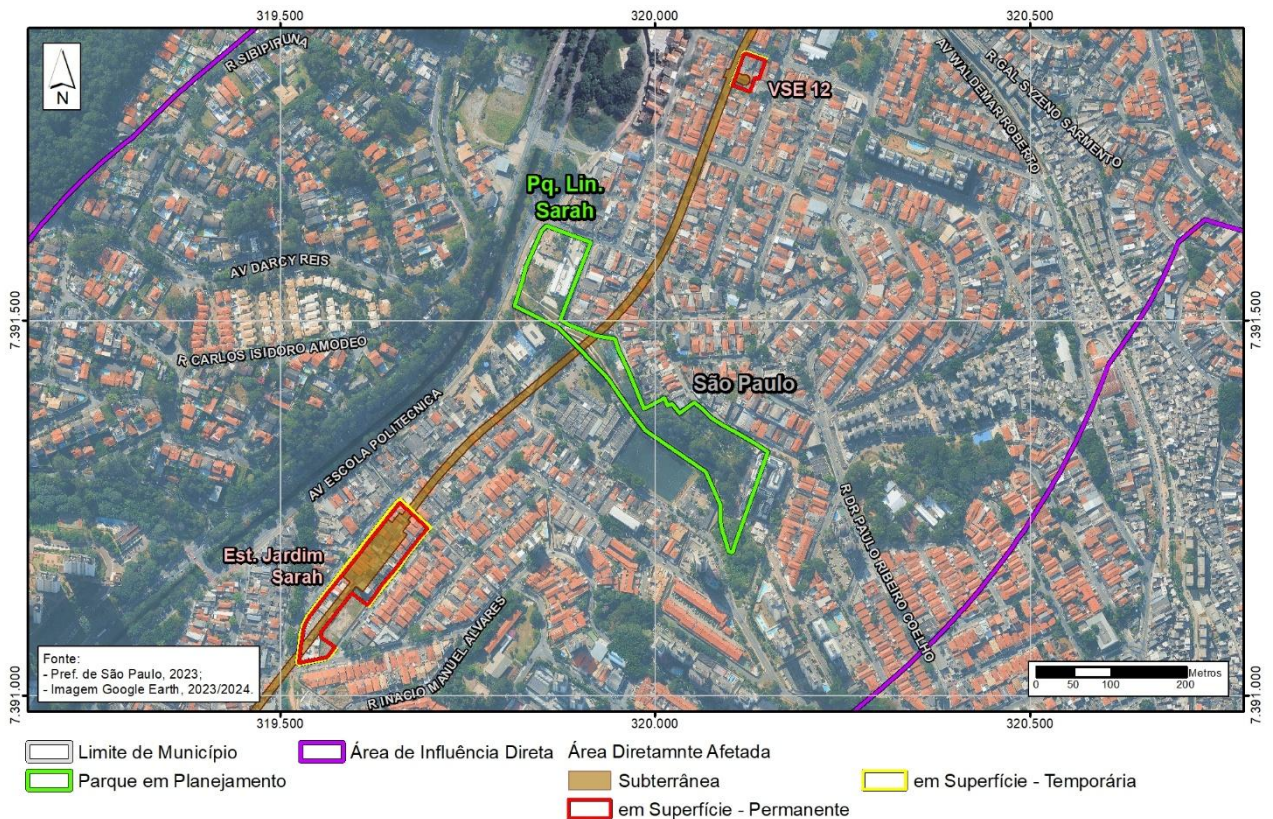 319.500
320.000
320.500
R SIBIPIRUNA
AV WALDEMAR ROBERTO
R GAL SYZENO SARMENTO
N
VSE 12
Pq. Lin.
Sarah
AV DARCY REIS
7.391.500
7.391.500
R CARLOS ISIDORO AMODEO
São Paulo
AV ESCOLA POLITECNICA
Est. Jardim
Sarah
R DR PAULO RIBEIRO COELHO
R INACIO MANUEL ALVARES
Fonte:
- Pref. de São Paulo, 2023;
- Imagem Google Earth, 2023/2024.
Metros
0 50 100 200
7.391.000
7.391.000
319.500
320.000
320.500
Limite de Município
Área de Influência Direta
Área Diretamnte Afetada
Parque em Planejamento
Subterrânea
em Superfície - Temporária
em Superfície - Permanente